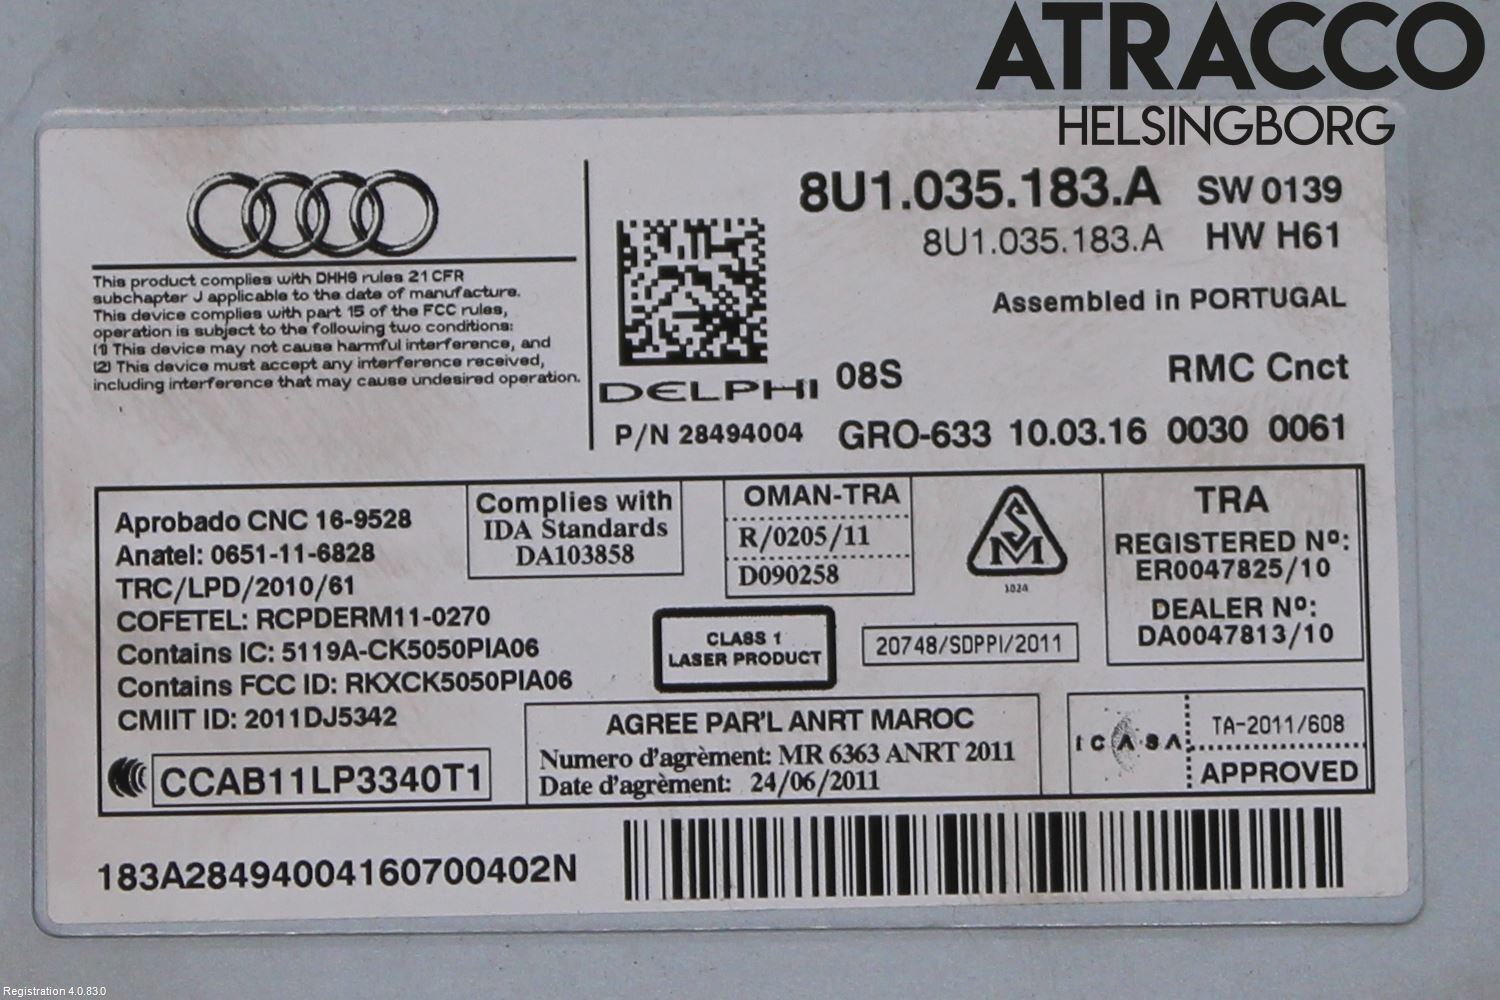 ATRACCO
HELSINGBORG
This product complies with DHHS rules 21 CFR
subchapter J applicable to the date of manufacture.
This device complies with part 15 of the FCC rules,
operation is subject to the following two conditions:
(1) This device may not cause harmful interference, and
(2) This device must accept any interference received,
including interference that may cause undesired operation.
8U1.035.183.A SW 0139
8U1.035.183.A HW H61
Assembled in PORTUGAL
DELPHI 08S RMC Cnct
P/N 28494004 GRO-633 10.03.16 0030 0061
Aprobado CNC 16-9528
Anatel: 0651-11-6828
TRC/LPD/2010/61
COFETEL: RCPDERM11-0270
Contains IC: 5119A-CK5050PIA06
Contains FCC ID: RKXCK5050PIA06
CMIIT ID: 2011DJ5342
CCAB11LP3340T1
Complies with
IDA Standards
DA103858
OMAN-TRA
R/0205/11
D090258
SM
1024
TRA
REGISTERED Nº:
ER0047825/10
DEALER Nº:
DA0047813/10
CLASS 1
LASER PRODUCT
20748/SDPPI/2011
AGREE PAR'L ANRT MAROC
Numero d'agrèment: MR 6363 ANRT 2011
Date d'agrèment: 24/06/2011
ICASA
TA-2011/608
APPROVED
183A28494004160700402N
Registration 4.0.83.0